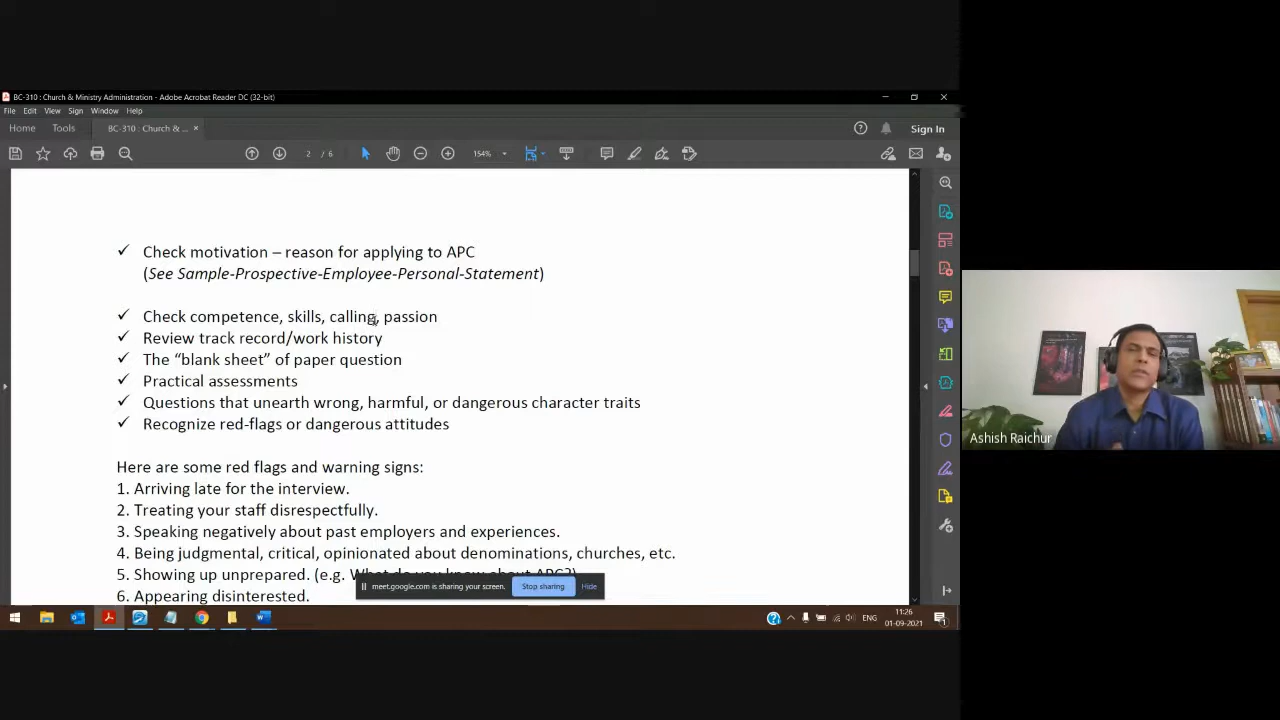 BC-310 : Church & Ministry Administration - Adobe Acrobat Reader DC (32-bit)
File Edit View Sign Window Help
Home Tools BC-310 : Church & ... × Sign In
2 / 6 154%
✓ Check motivation – reason for applying to APC
(See Sample-Prospective-Employee-Personal-Statement)
✓ Check competence, skills, calling, passion
✓ Review track record/work history
✓ The “blank sheet” of paper question
✓ Practical assessments
✓ Questions that unearth wrong, harmful, or dangerous character traits
✓ Recognize red-flags or dangerous attitudes
Here are some red flags and warning signs:
1. Arriving late for the interview.
2. Treating your staff disrespectfully.
3. Speaking negatively about past employers and experiences.
4. Being judgmental, critical, opinionated about denominations, churches, etc.
5. Showing up unprepared. (e.g. What do you know about APC?)
meet.google.com is sharing your screen. Stop sharing Hide
6. Appearing disinterested.
ENG
11:26
01-09-2021
Ashish Raichur